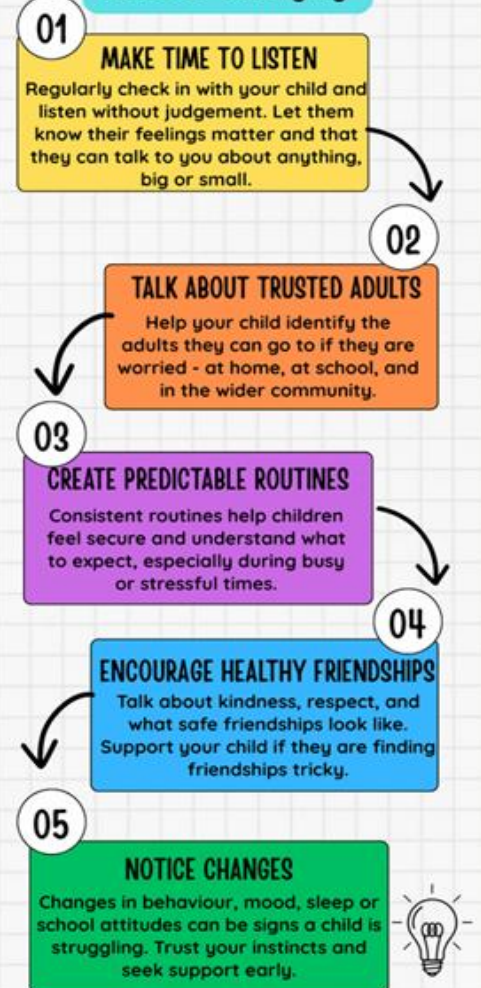 01
MAKE TIME TO LISTEN
Regularly check in with your child and
listen without judgement. Let them
know their feelings matter and that
they can talk to you about anything,
big or small.
02
TALK ABOUT TRUSTED ADULTS
Help your child identify the
adults they can go to if they are
worried - at home, at school, and
in the wider community.
03
CREATE PREDICTABLE ROUTINES
Consistent routines help children
feel secure and understand what
to expect, especially during busy
or stressful times.
04
ENCOURAGE HEALTHY FRIENDSHIPS
Talk about kindness, respect, and
what safe friendships look like.
Support your child if they are finding
friendships tricky.
05
NOTICE CHANGES
Changes in behaviour, mood, sleep or
school attitudes can be signs a child is
struggling. Trust your instincts and
seek support early.